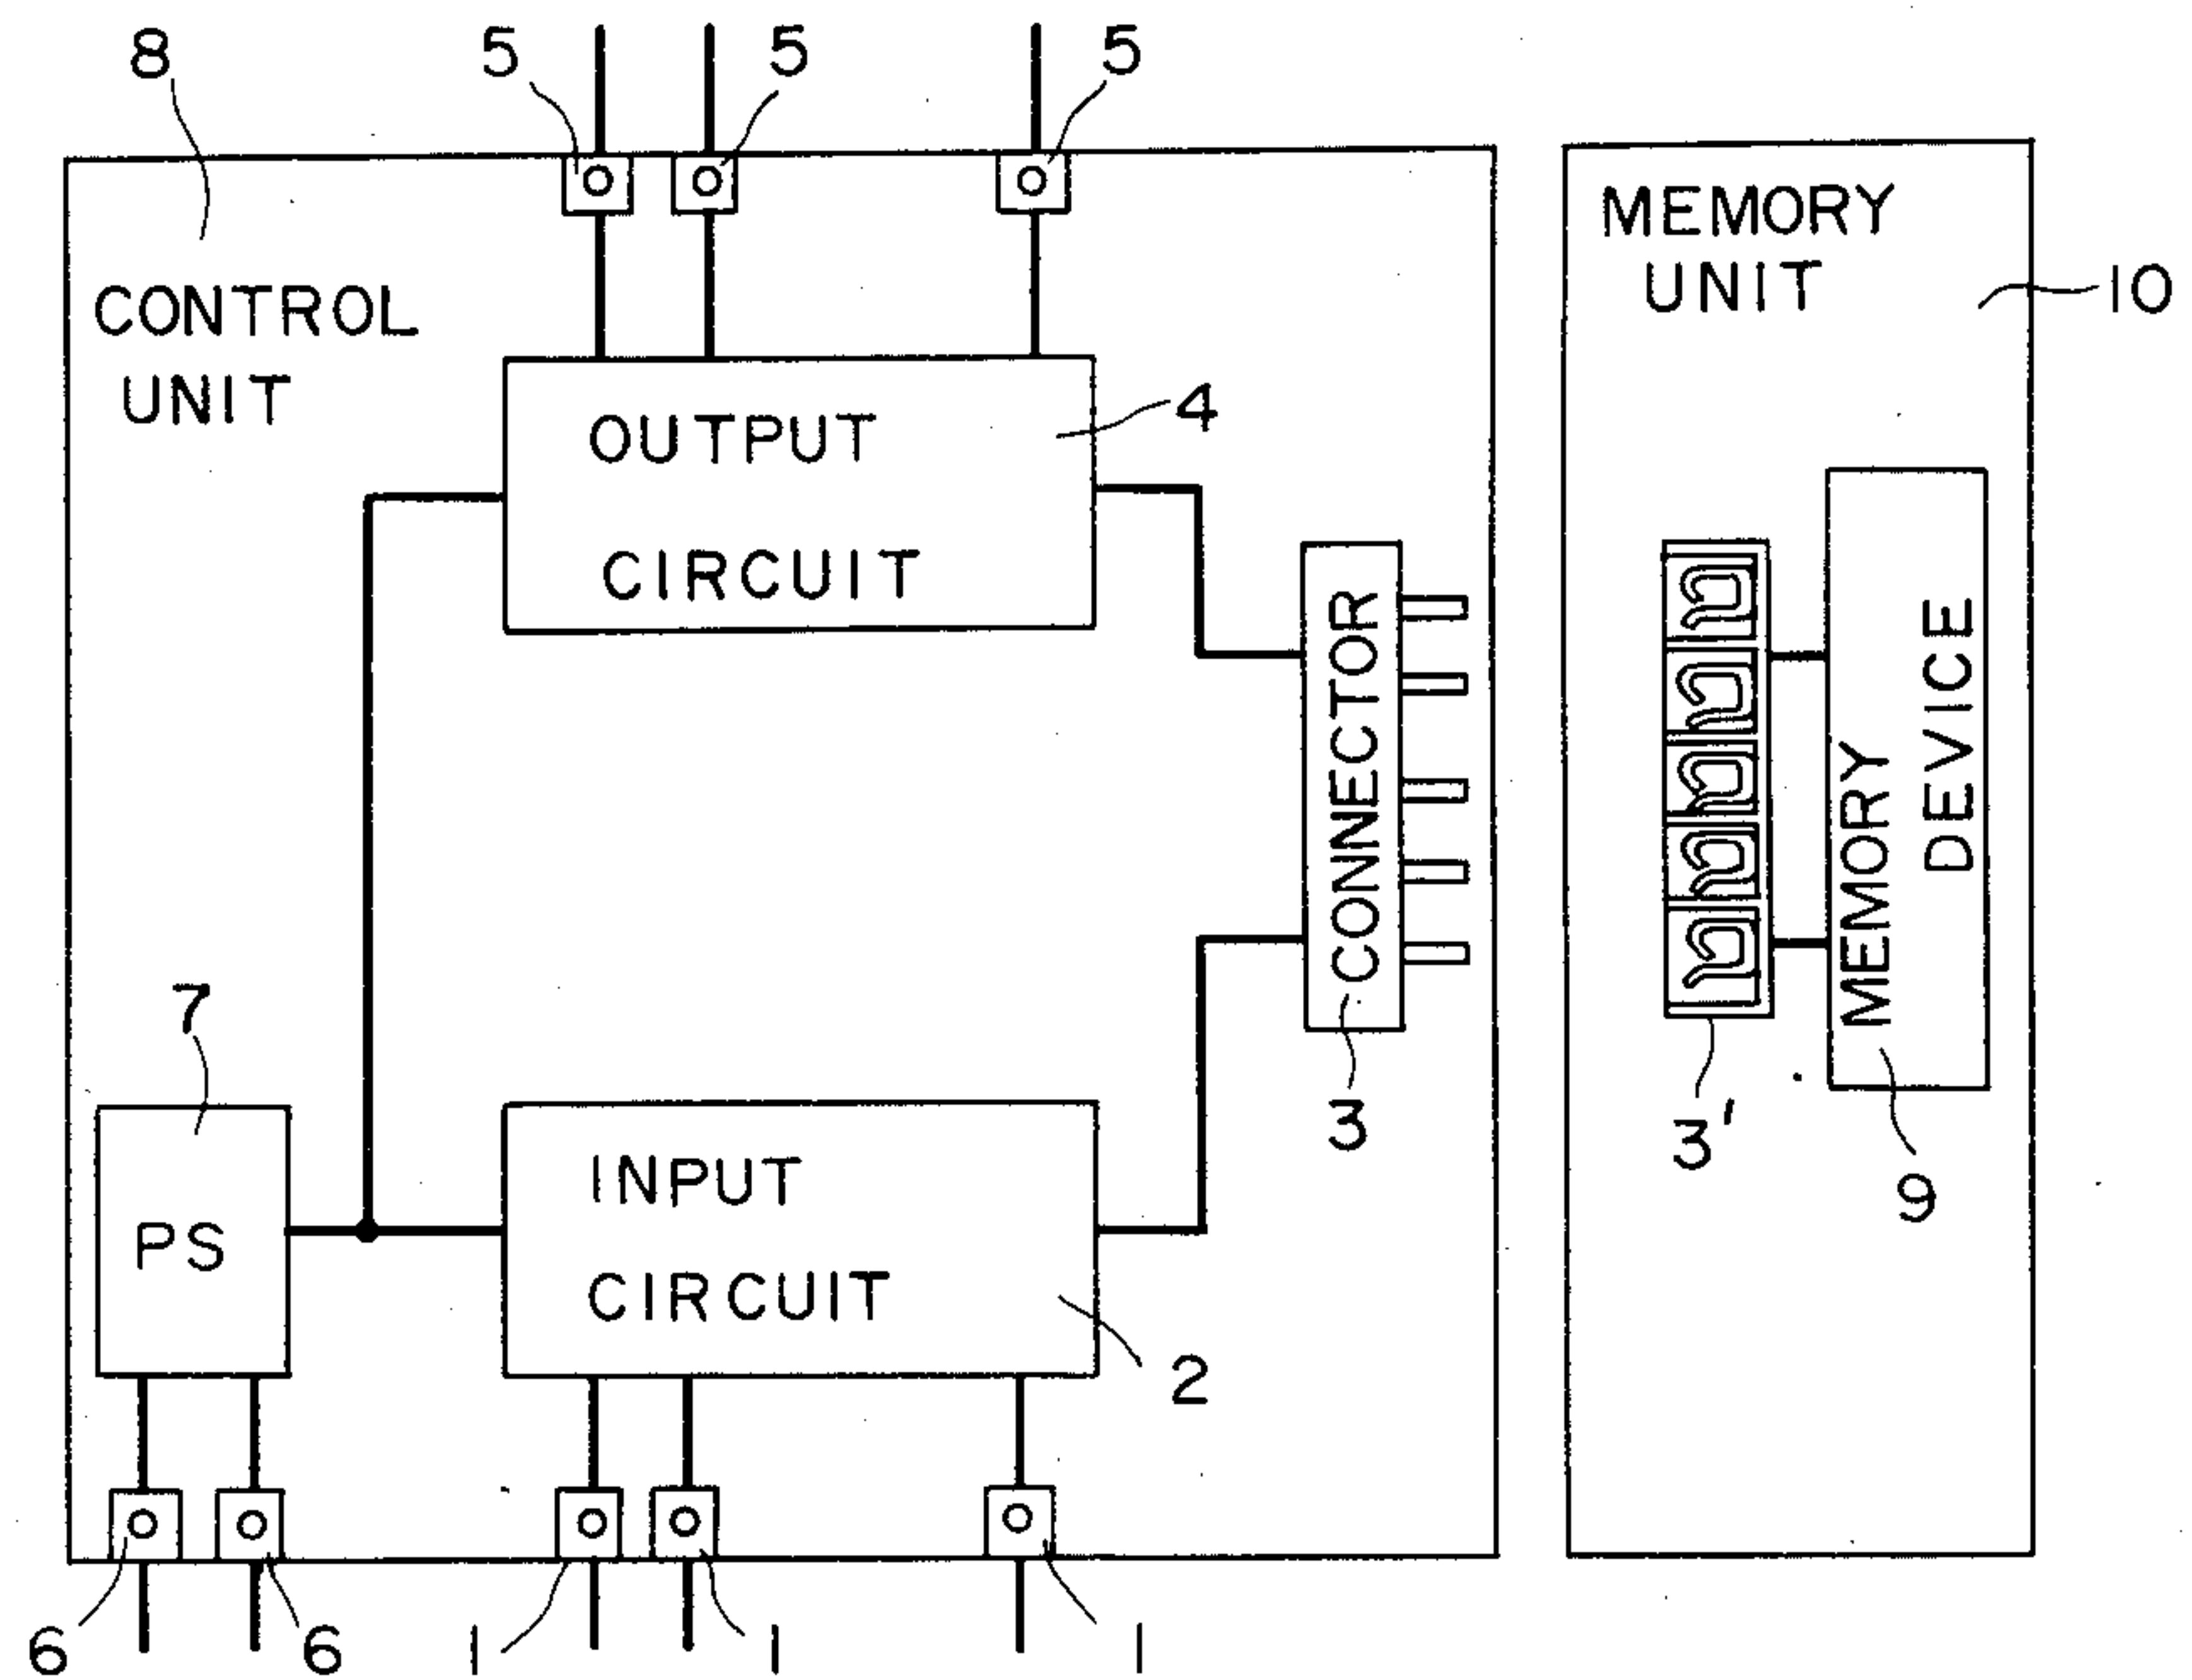 8
5
5
5
MEMORY
UNIT
10
CONTROL
UNIT
OUTPUT
CIRCUIT
4
CONNECTOR
3
MEMORY
DEVICE
3'
9
7
PS
INPUT
CIRCUIT
2
6
6
1
1
1